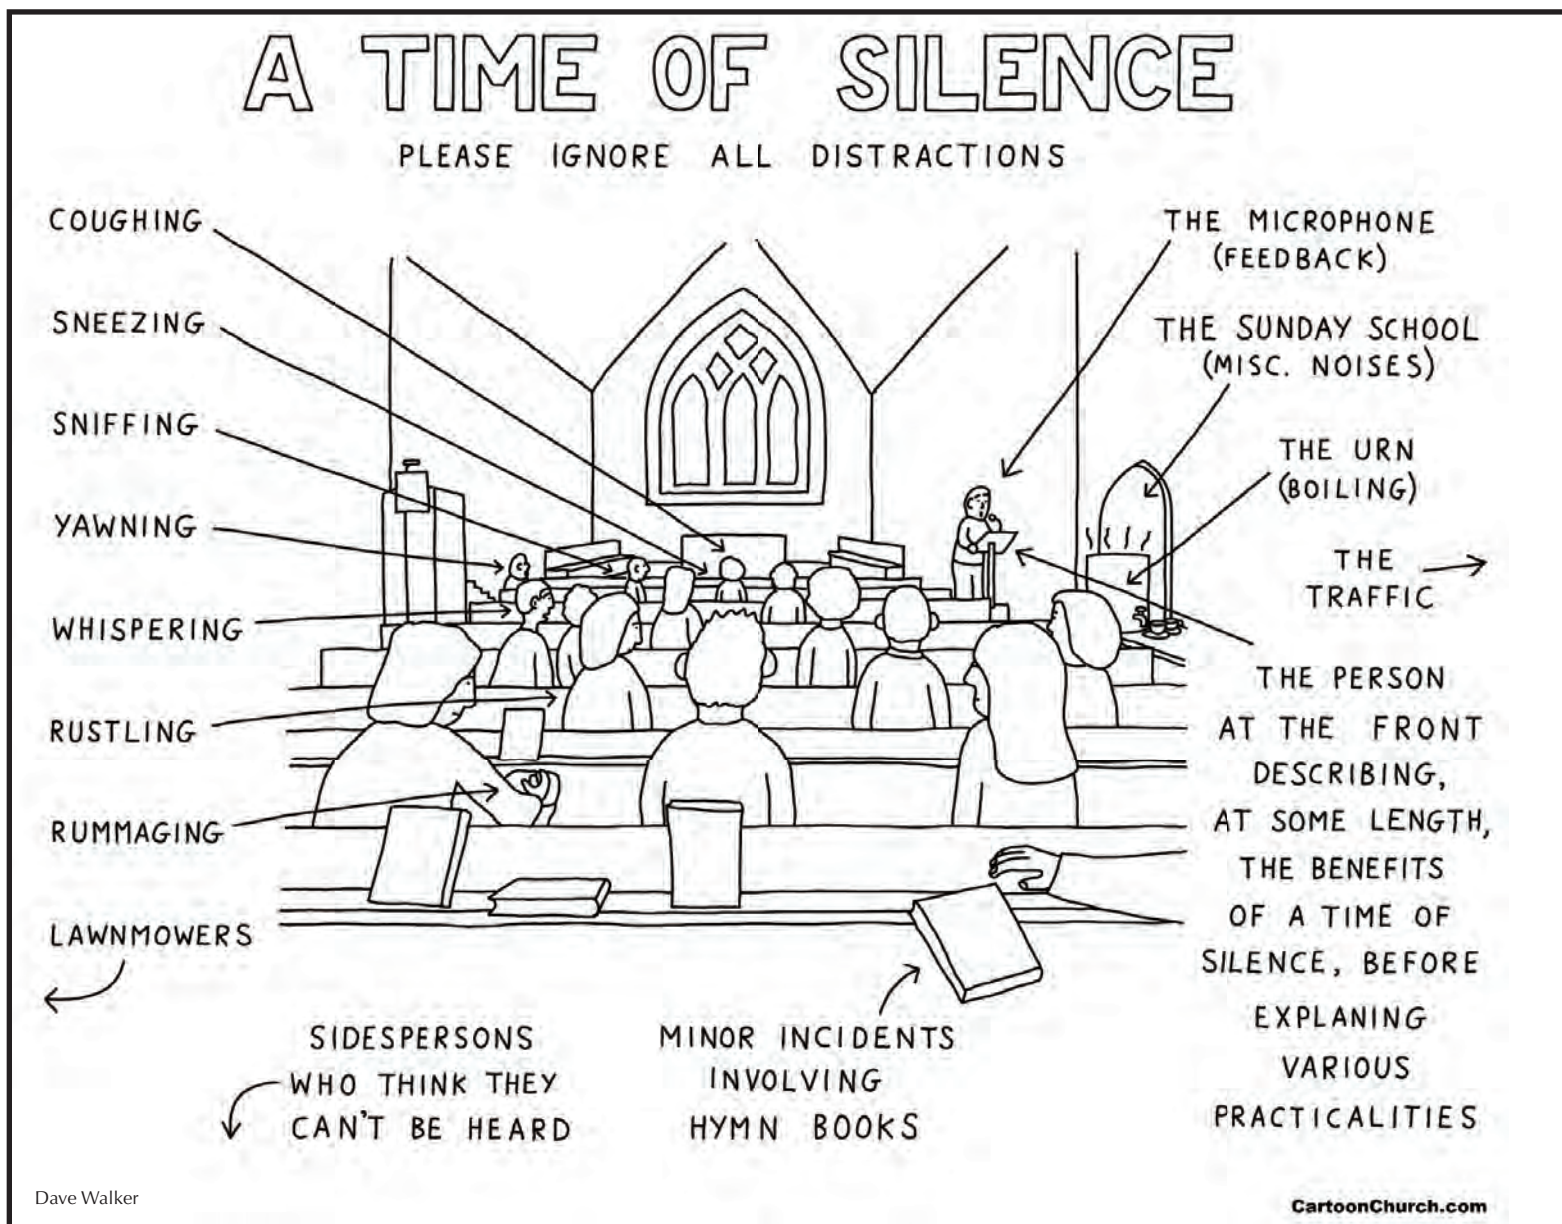 A TIME OF SILENCE
PLEASE IGNORE ALL DISTRACTIONS
COUGHING
SNEEZING
SNIFFING
YAWNING
WHISPERING
RUSTLING
RUMMAGING
LAWNMOWERS
SIDESPERSONS
WHO THINK THEY
CAN'T BE HEARD
MINOR INCIDENTS
INVOLVING
HYMN BOOKS
THE MICROPHONE
(FEEDBACK)
THE SUNDAY SCHOOL
(MISC. NOISES)
THE URN
(BOILING)
THE
TRAFFIC
THE PERSON
AT THE FRONT
DESCRIBING,
AT SOME LENGTH,
THE BENEFITS
OF A TIME OF
SILENCE, BEFORE
EXPLANING
VARIOUS
PRACTICALITIES
Dave Walker
CartoonChurch.com